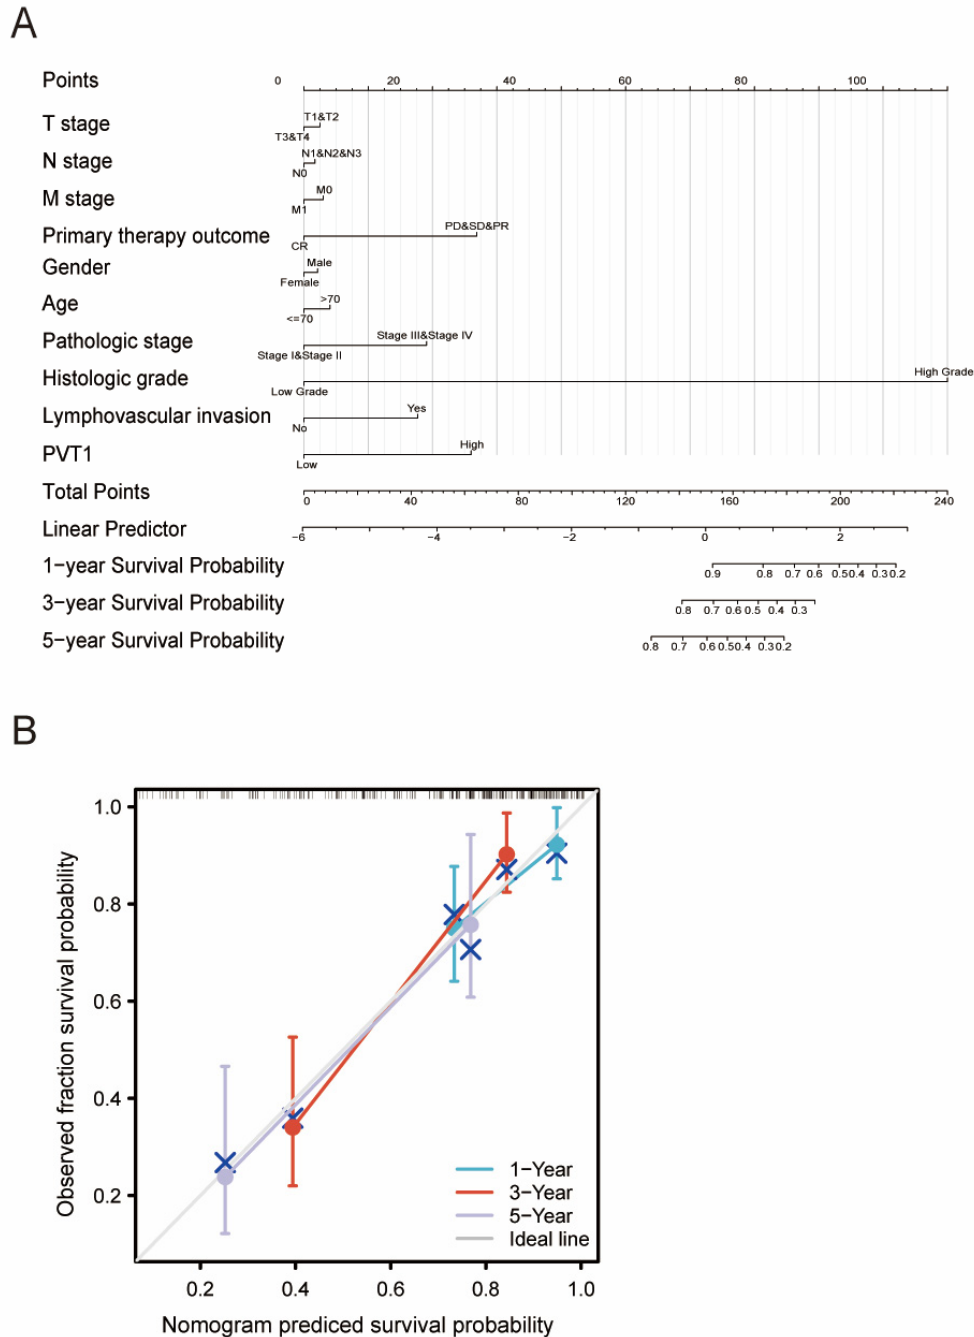 A
Points 0 20 40 60 80 100
T stage T1&T2
T3&T4
N stage N1&N2&N3
N0
M stage M0
M1
Primary therapy outcome PD&SD&PR
CR
Gender Male
Female
Age >70
<=70
Pathologic stage Stage III&Stage IV
Stage I&Stage II
Histologic grade High Grade
Low Grade
Lymphovascular invasion Yes
No
PVT1 High
Low
Total Points 0 40 80 120 160 200 240
Linear Predictor −6 −4 −2 0 2
1−year Survival Probability 0.9 0.8 0.7 0.6 0.5 0.4 0.3 0.2
3−year Survival Probability 0.8 0.7 0.6 0.5 0.4 0.3
5−year Survival Probability 0.8 0.7 0.6 0.5 0.4 0.3 0.2
B
Observed fraction survival probability
1.0
0.8
0.6
0.4
0.2
1−Year
3−Year
5−Year
Ideal line
0.2 0.4 0.6 0.8 1.0
Nomogram prediced survival probability